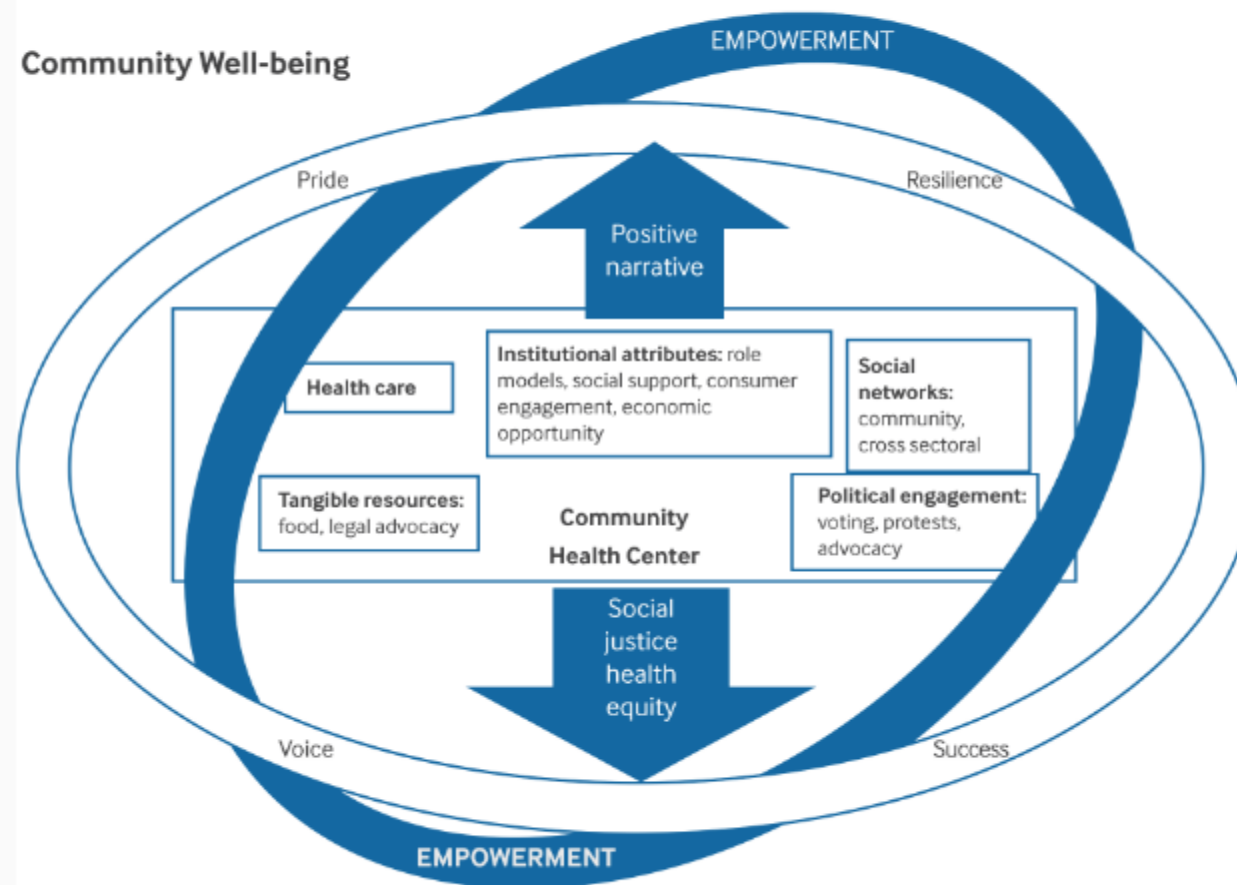 EMPOWERMENT
Community Well-being
Pride
Resilience
Positive
narrative
Health care
Institutional attributes: role
models, social support, consumer
engagement, economic
opportunity
Social
networks:
community,
cross sectoral
Tangible resources:
food, legal advocacy
Community
Health Center
Political engagement:
voting, protests,
advocacy
Social
justice
health
equity
Voice
Success
EMPOWERMENT